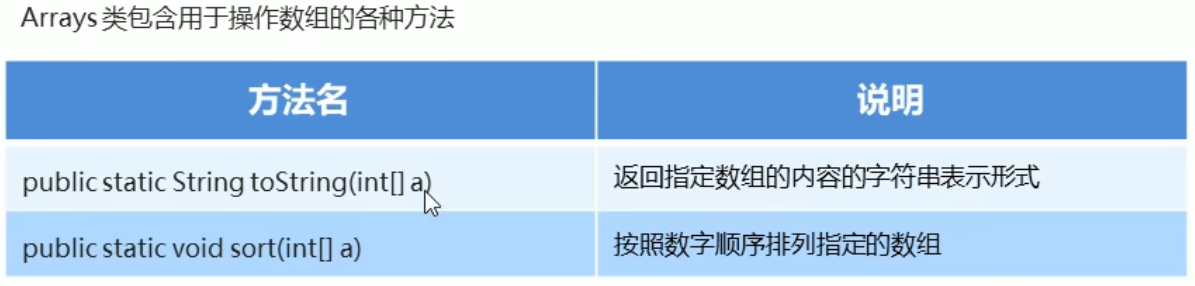 Arrays 类包含用于操作数组的各种方法
方法名 说明
public static String toString(int[] a) 返回指定数组的内容的字符串表示形式
public static void sort(int[] a) 按照数字顺序排列指定的数组